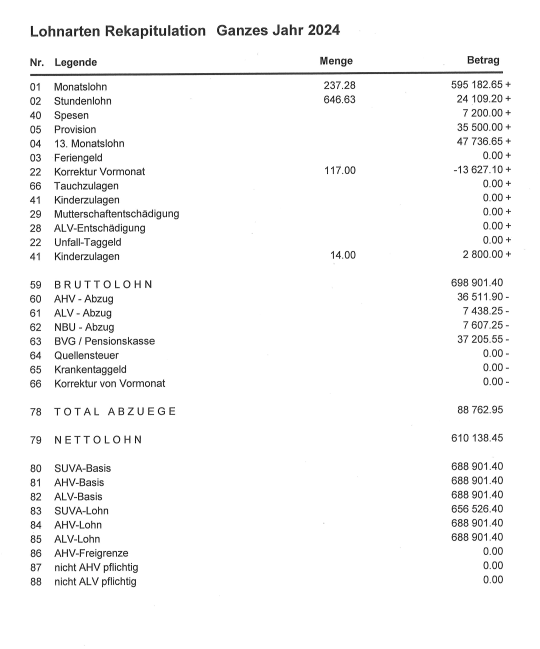 Lohnarten Rekapitulation Ganzes Jahr 2024
Nr. Legende Menge Betrag
01 Monatslohn 237.28 595 182.65 +
02 Stundenlohn 646.63 24 109.20 +
40 Spesen 7 200.00 +
05 Provision 35 500.00 +
04 13. Monatslohn 47 736.65 +
03 Feriengeld 0.00 +
22 Korrektur Vormonat 117.00 -13 627.10 +
66 Tauchzulagen 0.00 +
41 Kinderzulagen 0.00 +
29 Mutterschaftentschädigung 0.00 +
28 ALV-Entschädigung 0.00 +
22 Unfall-Taggeld 0.00 +
41 Kinderzulagen 14.00 2 800.00 +
59 B R U T T O L O H N 698 901.40
60 AHV - Abzug 36 511.90 -
61 ALV - Abzug 7 438.25 -
62 NBU - Abzug 7 607.25 -
63 BVG / Pensionskasse 37 205.55 -
64 Quellensteuer 0.00 -
65 Krankentaggeld 0.00 -
66 Korrektur von Vormonat 0.00 -
78 T O T A L A B Z U E G E 88 762.95
79 N E T T O L O H N 610 138.45
80 SUVA-Basis 688 901.40
81 AHV-Basis 688 901.40
82 ALV-Basis 688 901.40
83 SUVA-Lohn 656 526.40
84 AHV-Lohn 688 901.40
85 ALV-Lohn 688 901.40
86 AHV-Freigrenze 0.00
87 nicht AHV pflichtig 0.00
88 nicht ALV pflichtig 0.00